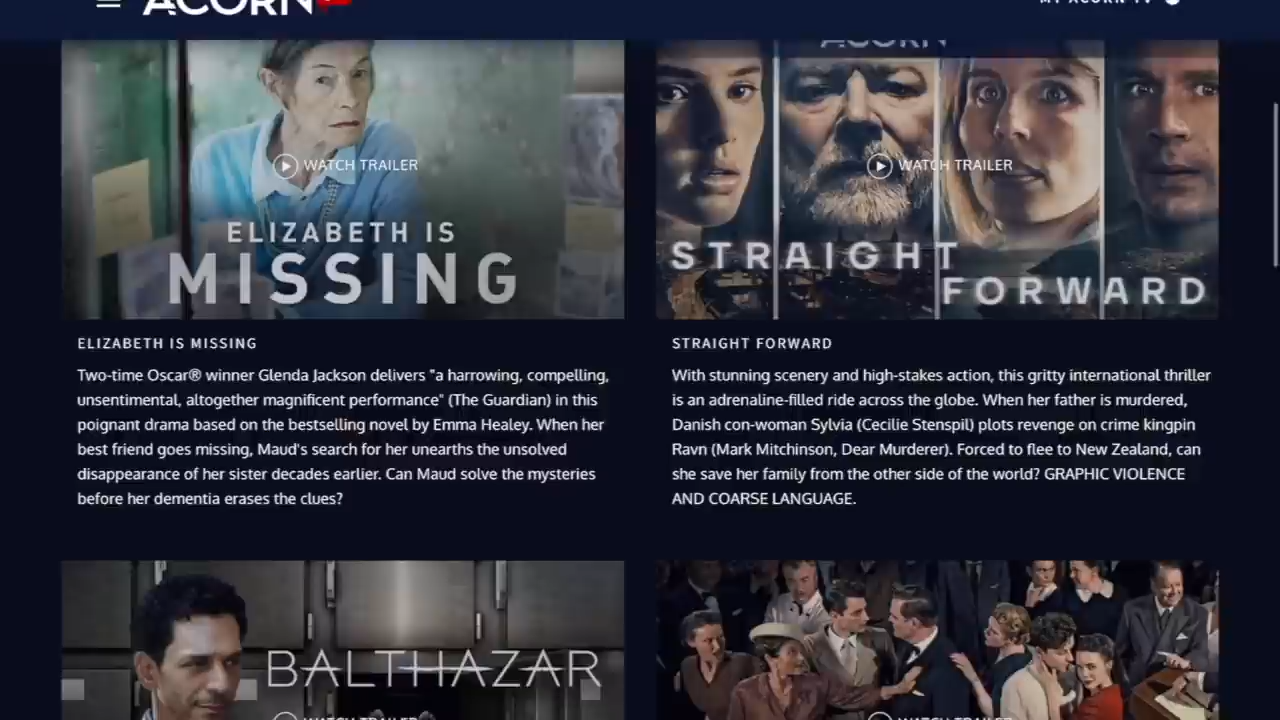 ACORN
MY ACORN TV
ACORN
WATCH TRAILER
WATCH TRAILER
ELIZABETH IS
MISSING
STRAIGHT
FORWARD
ELIZABETH IS MISSING
Two-time Oscar® winner Glenda Jackson delivers "a harrowing, compelling,
unsentimental, altogether magnificent performance" (The Guardian) in this
poignant drama based on the bestselling novel by Emma Healey. When her
best friend goes missing, Maud's search for her unearths the unsolved
disappearance of her sister decades earlier. Can Maud solve the mysteries
before her dementia erases the clues?
STRAIGHT FORWARD
With stunning scenery and high-stakes action, this gritty international thriller
is an adrenaline-filled ride across the globe. When her father is murdered,
Danish con-woman Sylvia (Cecilie Stenspil) plots revenge on crime kingpin
Ravn (Mark Mitchinson, Dear Murderer). Forced to flee to New Zealand, can
she save her family from the other side of the world? GRAPHIC VIOLENCE
AND COARSE LANGUAGE.
BALTHAZAR
WATCH TRAILER
WATCH TRAILER